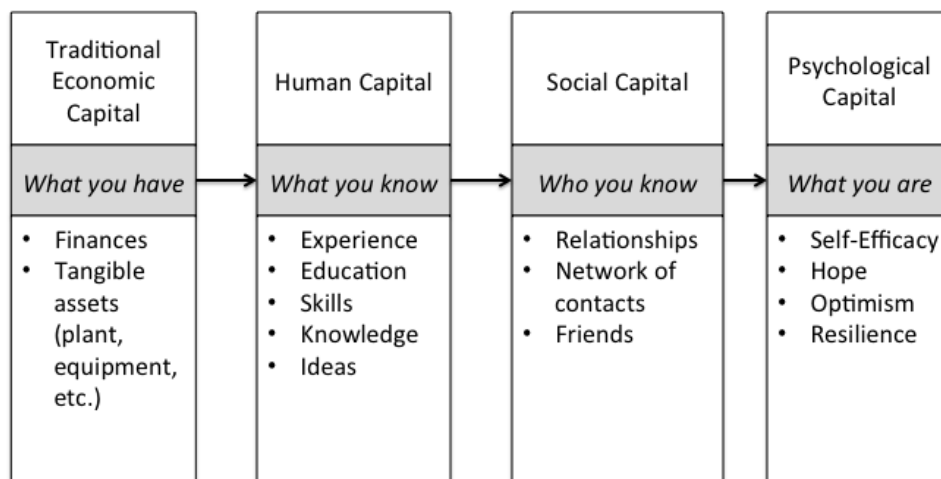 Traditional
Economic
Capital
What you have
• Finances
• Tangible
assets
(plant,
equipment,
etc.)
Human Capital
What you know
• Experience
• Education
• Skills
• Knowledge
• Ideas
Social Capital
Who you know
• Relationships
• Network of
contacts
• Friends
Psychological
Capital
What you are
• Self-Efficacy
• Hope
• Optimism
• Resilience